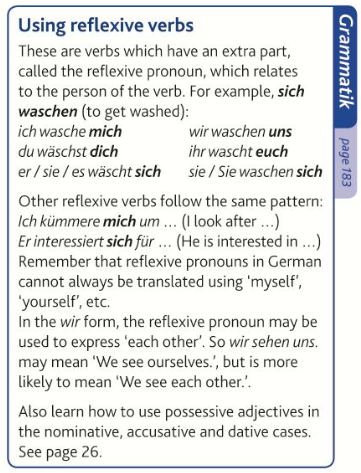 Using reflexive verbs
These are verbs which have an extra part,
called the reflexive pronoun, which relates
to the person of the verb. For example, sich
waschen (to get washed):
ich wasche mich wir waschen uns
du wäschst dich ihr wascht euch
er / sie / es wäscht sich sie / Sie waschen sich
Other reflexive verbs follow the same pattern:
Ich kümmere mich um … (I look after …)
Er interessiert sich für … (He is interested in …)
Remember that reflexive pronouns in German
cannot always be translated using ‘myself’,
‘yourself’, etc.
In the wir form, the reflexive pronoun may be
used to express ‘each other’. So wir sehen uns.
may mean ‘We see ourselves.’, but is more
likely to mean ‘We see each other.’.
Also learn how to use possessive adjectives in
the nominative, accusative and dative cases.
See page 26.
Grammatik
page 183